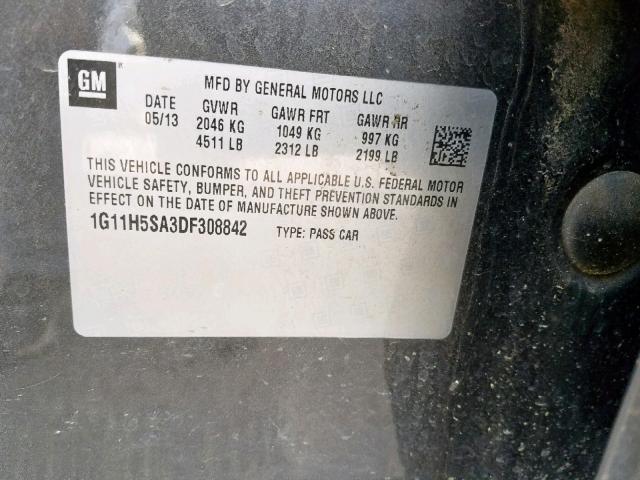 GM
MFD BY GENERAL MOTORS LLC
DATE GVWR GAWR FRT GAWR RR
05/13 2046 KG 1049 KG 997 KG
4511 LB 2312 LB 2199 LB
THIS VEHICLE CONFORMS TO ALL APPLICABLE U.S. FEDERAL MOTOR
VEHICLE SAFETY, BUMPER, AND THEFT PREVENTION STANDARDS IN
EFFECT ON THE DATE OF MANUFACTURE SHOWN ABOVE.
1G11H5SA3DF308842 TYPE: PASS CAR